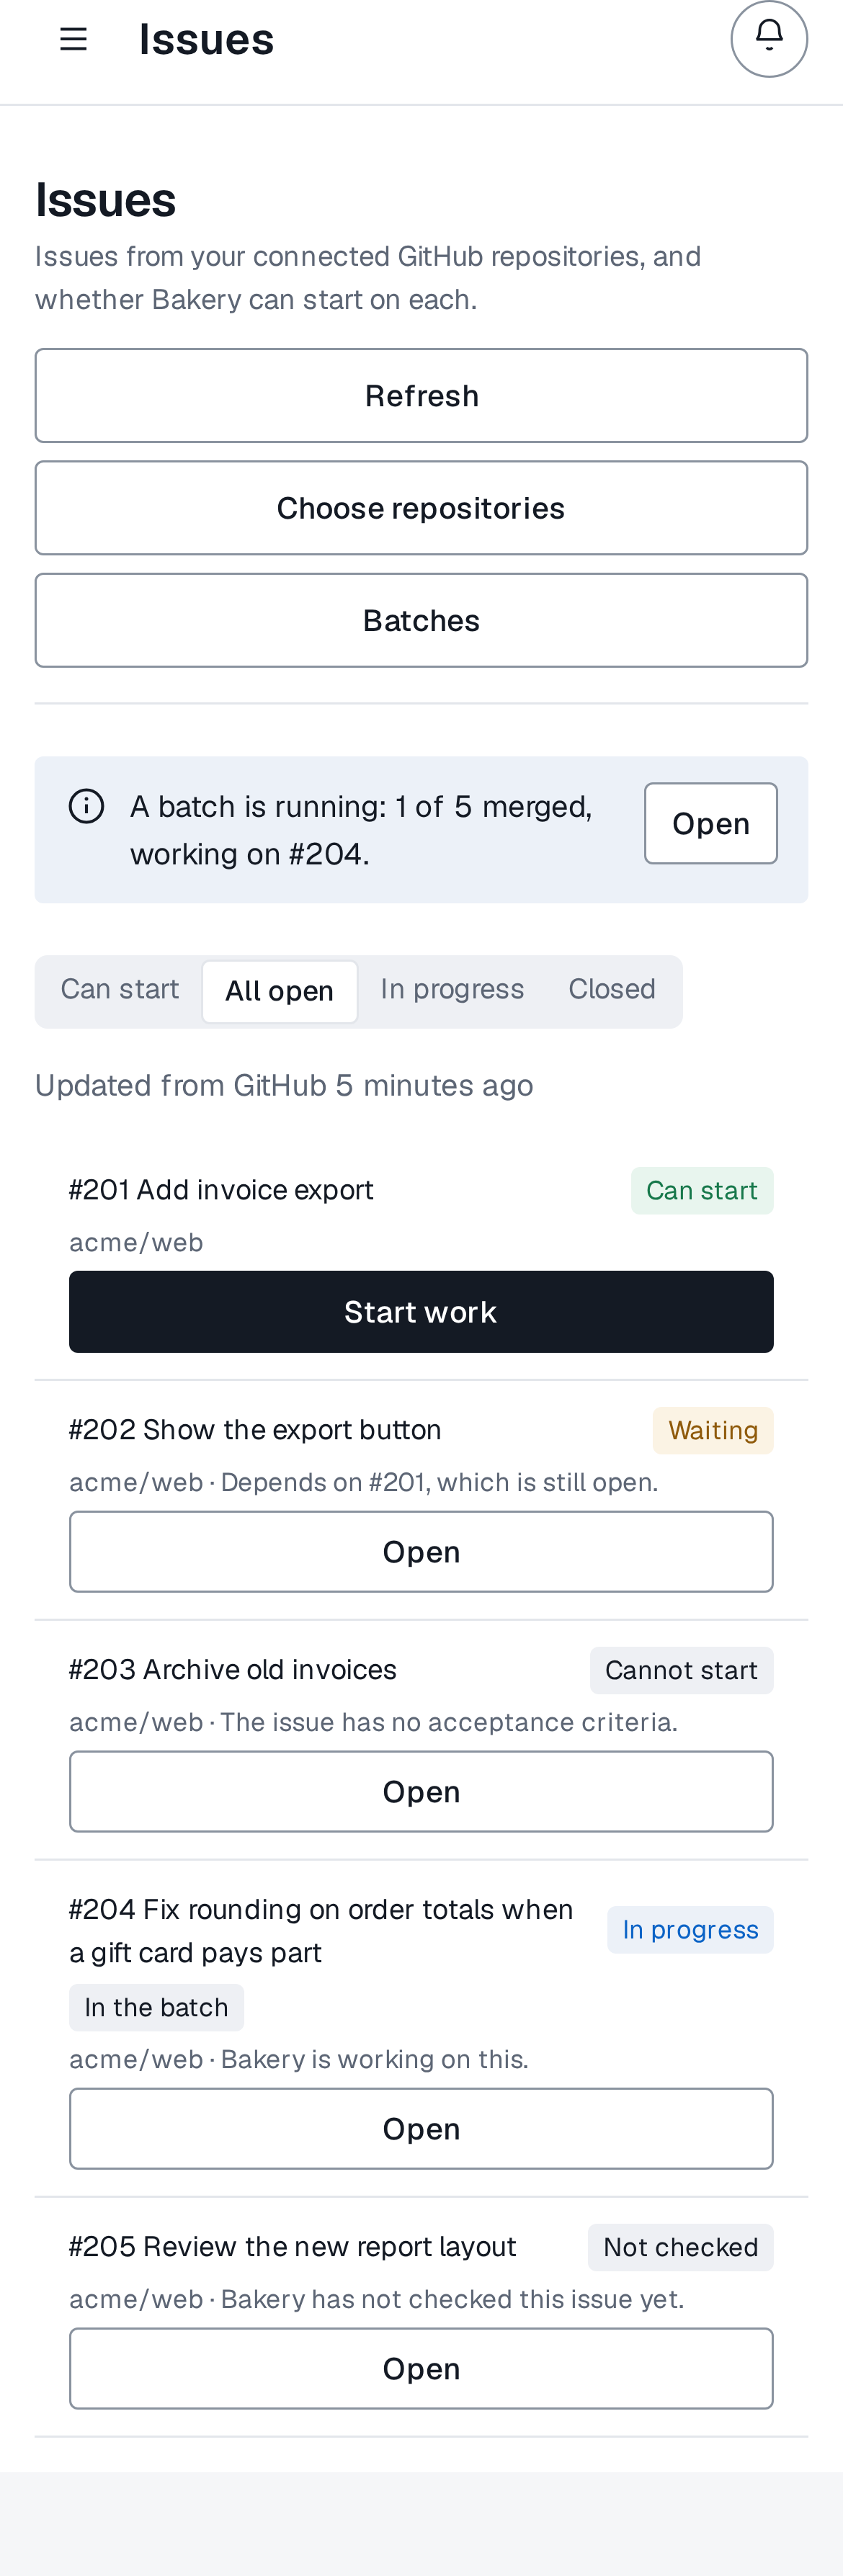 Issues
Issues
Issues from your connected GitHub repositories, and
whether Bakery can start on each.
Refresh
Choose repositories
Batches
A batch is running: 1 of 5 merged,
working on #204.
Open
Can start
All open
In progress
Closed
Updated from GitHub 5 minutes ago
#201 Add invoice export
Can start
acme/web
Start work
#202 Show the export button
Waiting
acme/web · Depends on #201, which is still open.
Open
#203 Archive old invoices
Cannot start
acme/web · The issue has no acceptance criteria.
Open
#204 Fix rounding on order totals when
a gift card pays part
In progress
In the batch
acme/web · Bakery is working on this.
Open
#205 Review the new report layout
Not checked
acme/web · Bakery has not checked this issue yet.
Open